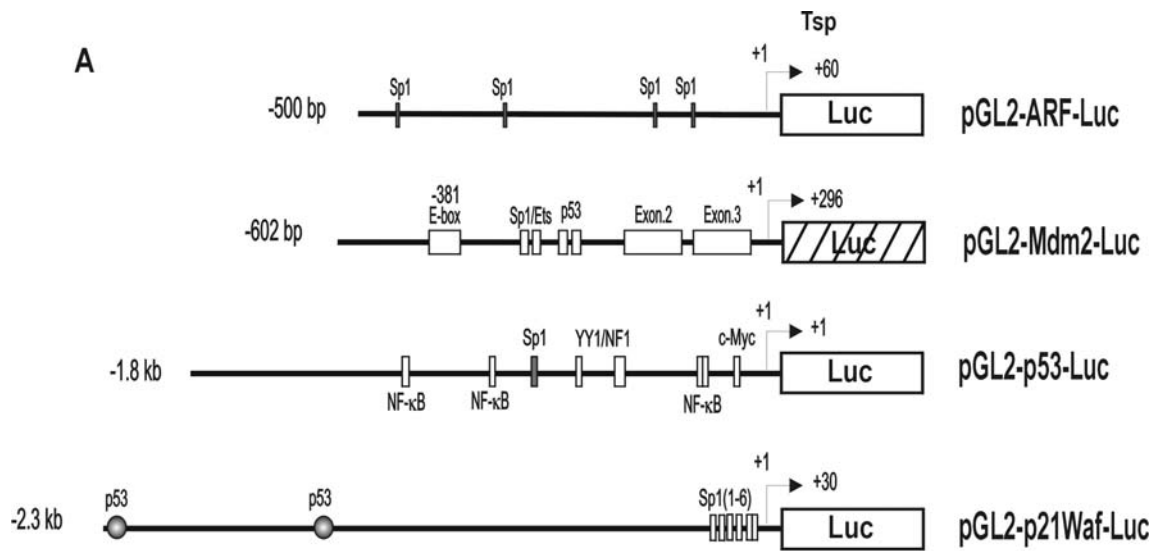 A
Tsp
+1 +60
Sp1 Sp1 Sp1 Sp1
-500 bp Luc pGL2-ARF-Luc
+1 +296
-381
E-box Sp1/Ets p53 Exon.2 Exon.3
-602 bp Luc pGL2-Mdm2-Luc
+1 +1
Sp1 YY1/NF1 c-Myc
-1.8 kb Luc pGL2-p53-Luc
NF-κB NF-κB NF-κB
+1 +30
p53 p53 Sp1(1-6)
-2.3 kb Luc pGL2-p21Waf-Luc